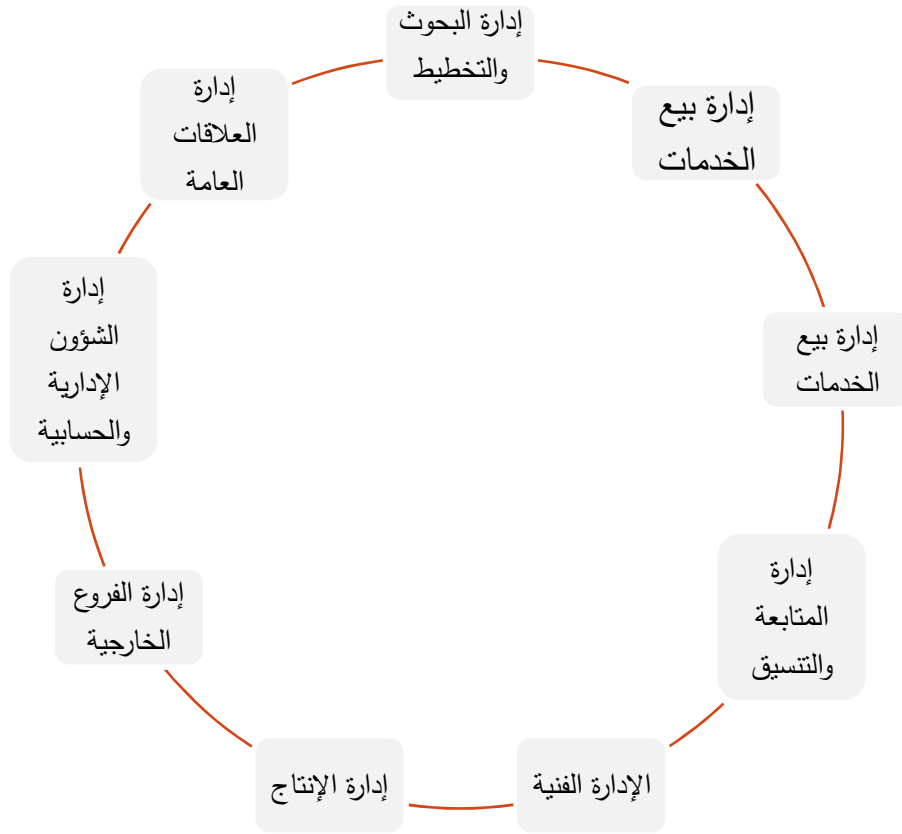 إدارة البحوث
والتخطيط
إدارة بيع
الخدمات
إدارة بيع
الخدمات
إدارة
المتابعة
والتنسيق
الإدارة الفنية
إدارة الإنتاج
إدارة الفروع
الخارجية
إدارة
الشؤون
الإدارية
والحسابية
إدارة
العلاقات
العامة